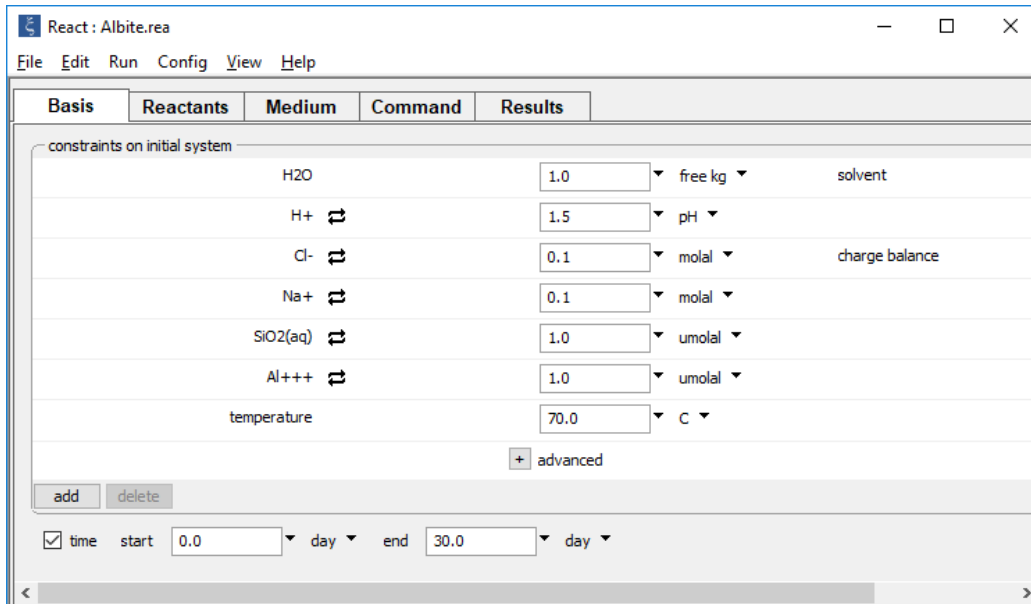 React : Albite.rea
File Edit Run Config View Help
Basis Reactants Medium Command Results
constraints on initial system
H2O 1.0 free kg solvent
H+ 1.5 pH
Cl- 0.1 molal charge balance
Na+ 0.1 molal
SiO2(aq) 1.0 umolal
Al+++ 1.0 umolal
temperature 70.0 C
+ advanced
add delete
time start 0.0 day end 30.0 day